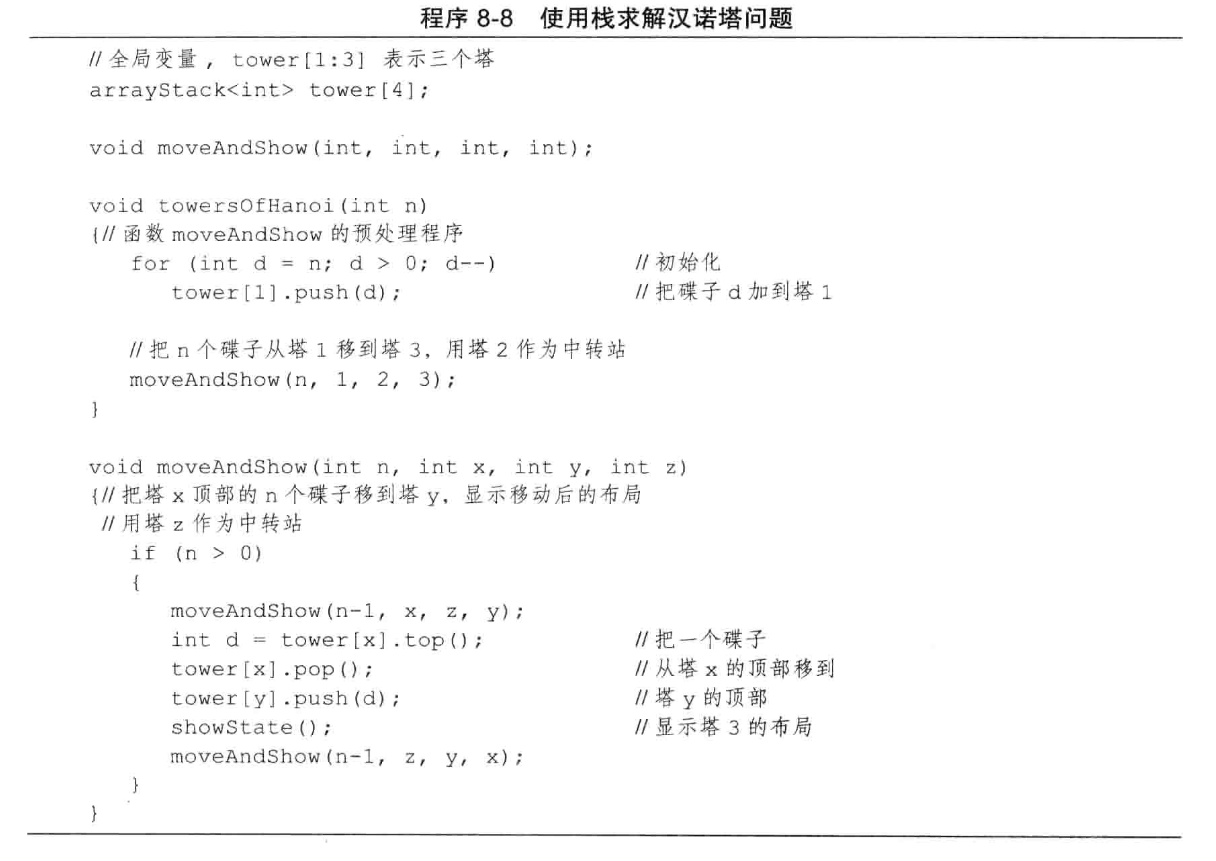 程序 8-8 使用栈求解汉诺塔问题
//全局变量, tower[1:3] 表示三个塔
arrayStack<int> tower[4];
void moveAndShow(int, int, int, int);
void towersOfHanoi(int n)
{//函数 moveAndShow 的预处理程序
for (int d = n; d > 0; d--) //初始化
tower[1].push(d); //把碟子 d 加到塔 1
//把 n 个碟子从塔 1 移到塔 3, 用塔 2 作为中转站
moveAndShow(n, 1, 2, 3);
}
void moveAndShow(int n, int x, int y, int z)
{//把塔 x 顶部的 n 个碟子移到塔 y, 显示移动后的布局
//用塔 z 作为中转站
if (n > 0)
{
moveAndShow(n-1, x, z, y);
int d = tower[x].top(); //把一个碟子
tower[x].pop(); //从塔 x 的顶部移到
tower[y].push(d); //塔 y 的顶部
showState(); //显示塔 3 的布局
moveAndShow(n-1, z, y, x);
}
}